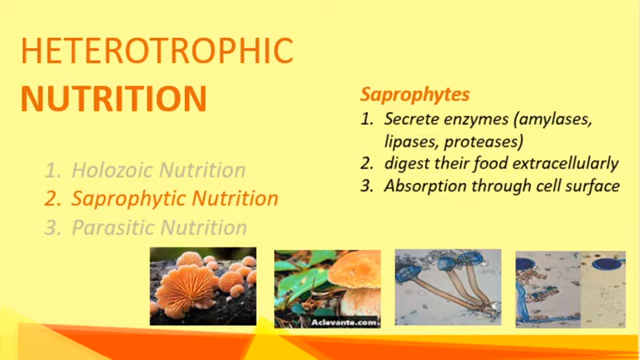 HETEROTROPHIC
NUTRITION
1. Holozoic Nutrition
2. Saprophytic Nutrition
3. Parasitic Nutrition
Saprophytes
1. Secrete enzymes (amylases,
lipases, proteases)
2. digest their food extracellularly
3. Absorption through cell surface
Aclevante.com